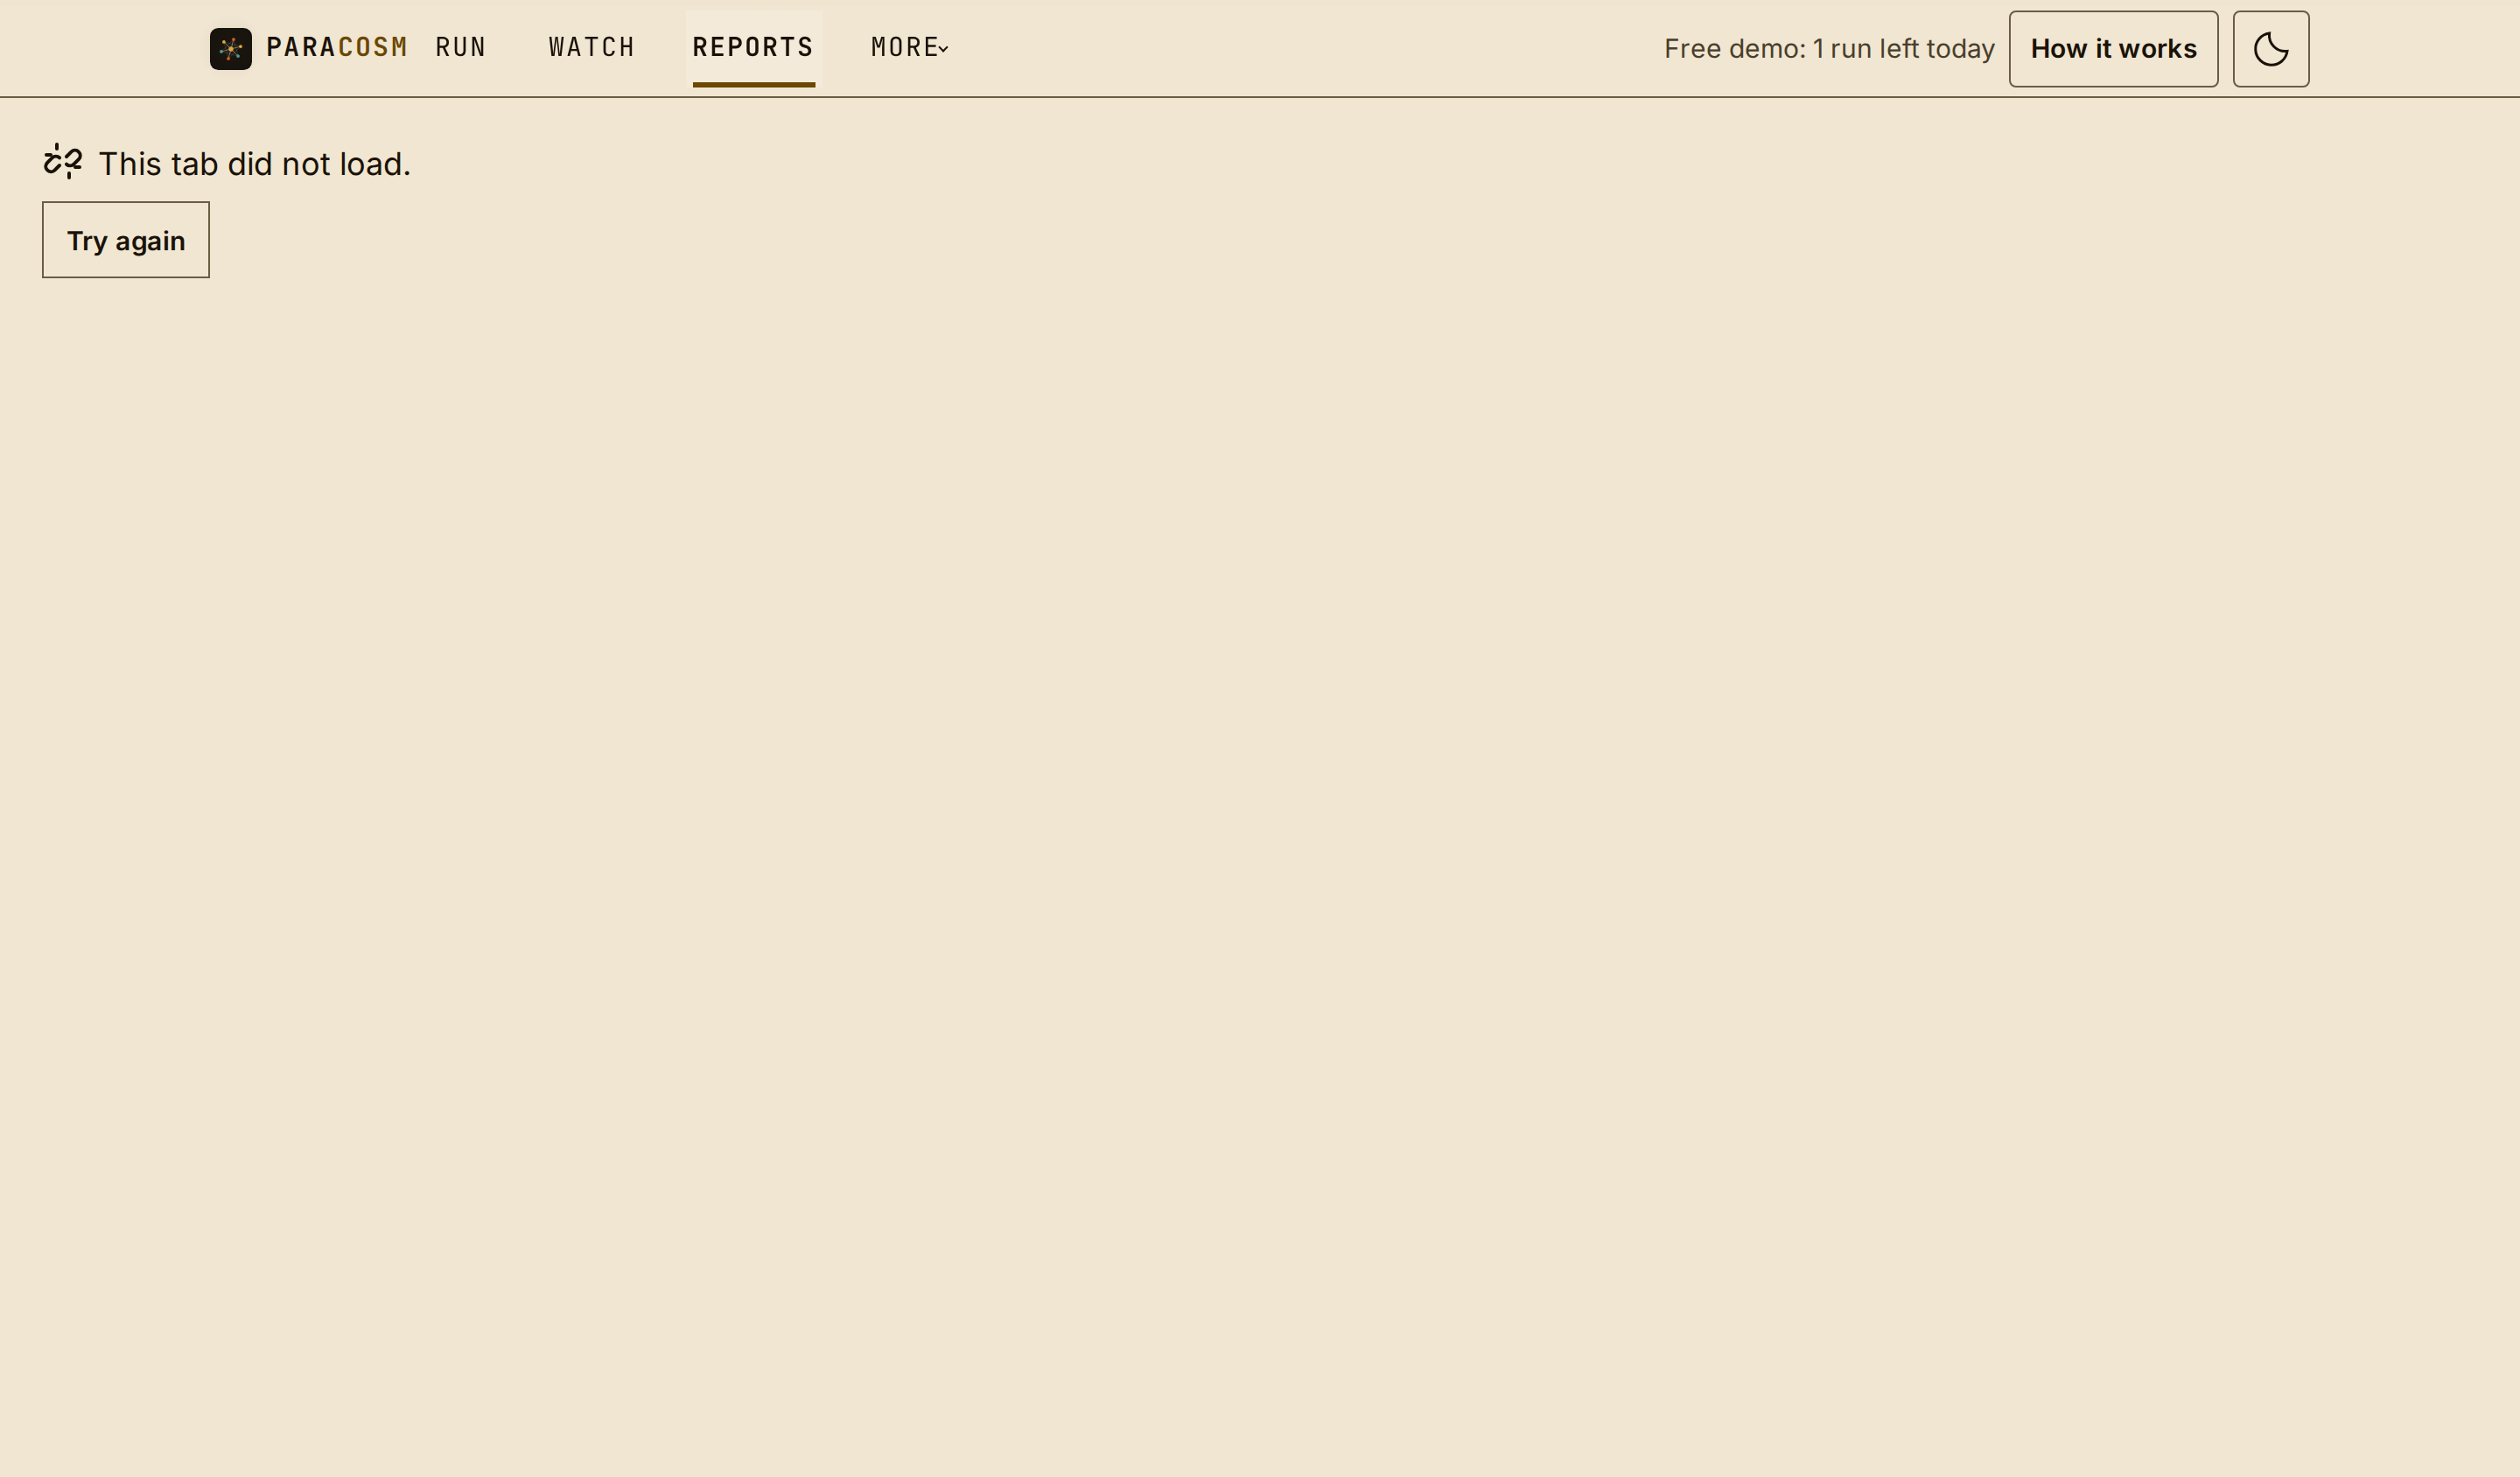 PARACOSM RUN WATCH REPORTS MORE Free demo: 1 run left today How it works
This tab did not load.
Try again